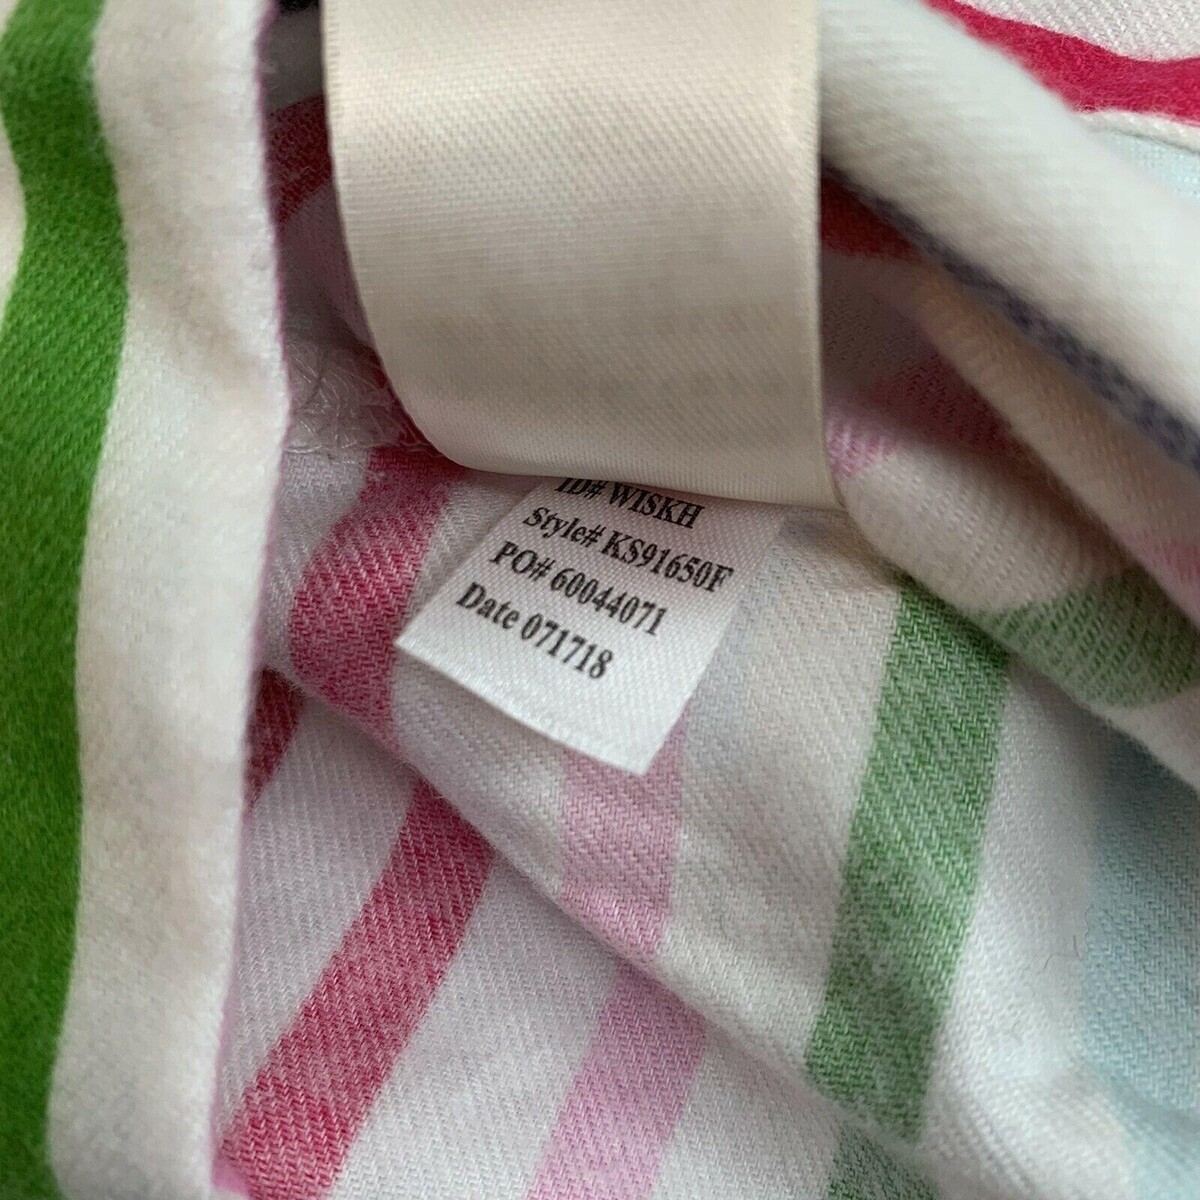 ID# WISKH
Style# KS91650F
PO# 60044071
Date 071718